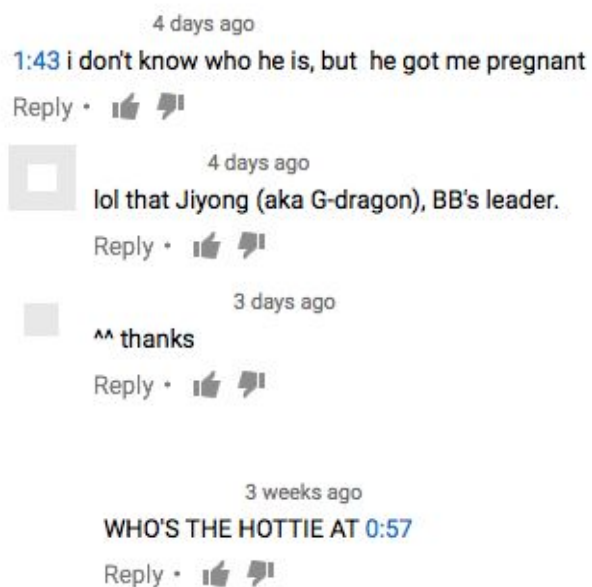 4 days ago
1:43 i don't know who he is, but he got me pregnant
Reply •
4 days ago
lol that Jiyong (aka G-dragon), BB's leader.
Reply •
3 days ago
^^ thanks
Reply •
3 weeks ago
WHO'S THE HOTTIE AT 0:57
Reply •